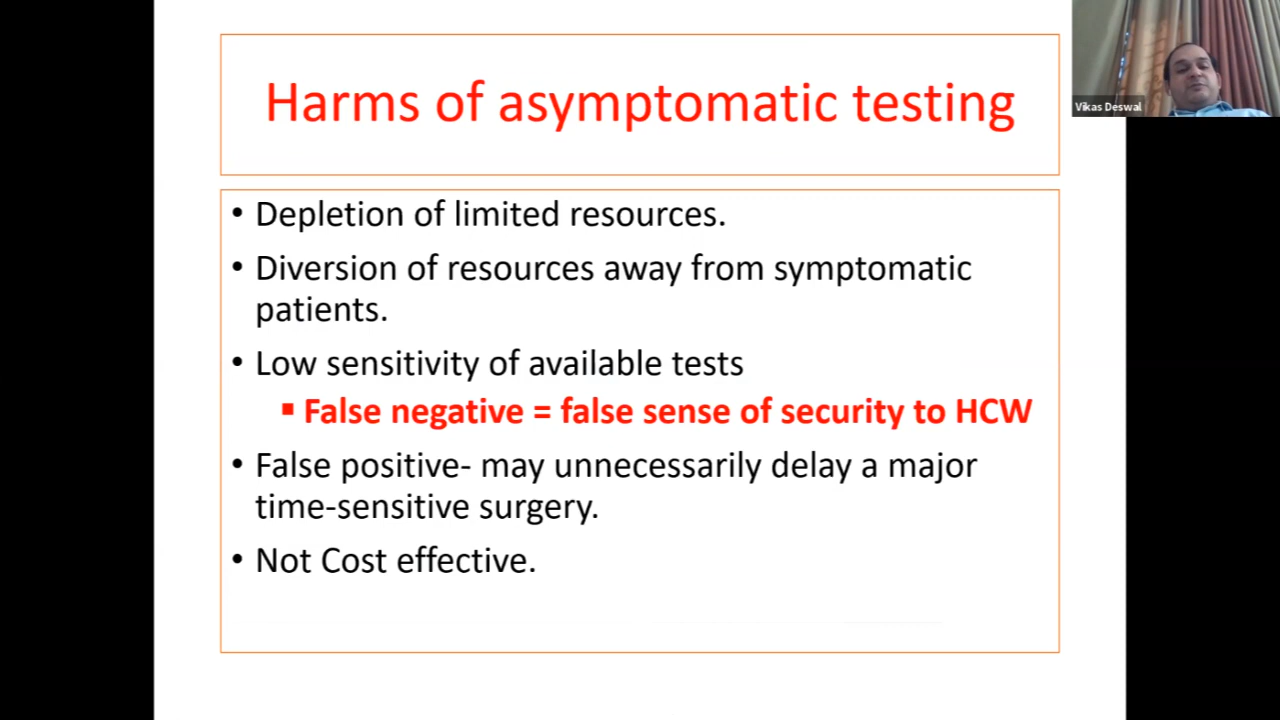 Harms of asymptomatic testing
Vikas Deswal
• Depletion of limited resources.
• Diversion of resources away from symptomatic
patients.
• Low sensitivity of available tests
▪ False negative = false sense of security to HCW
• False positive- may unnecessarily delay a major
time-sensitive surgery.
• Not Cost effective.